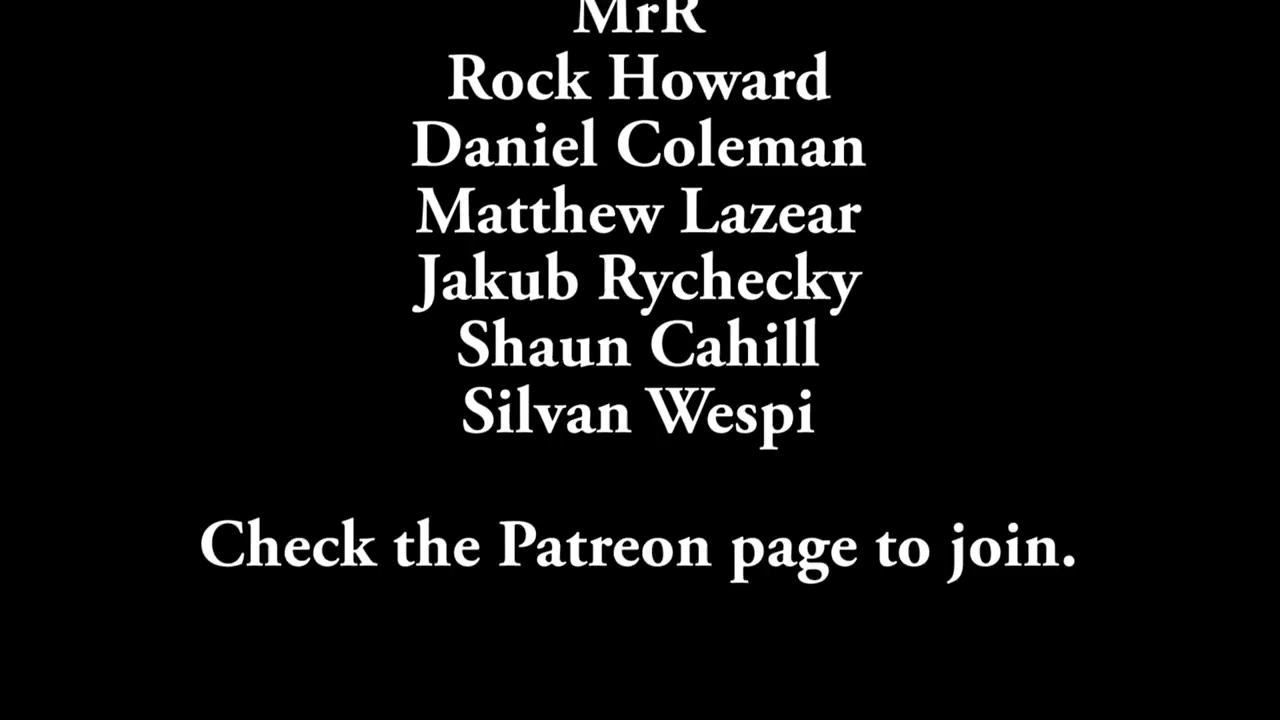 MrR
Rock Howard
Daniel Coleman
Matthew Lazear
Jakub Rychecky
Shaun Cahill
Silvan Wespi
Check the Patreon page to join.